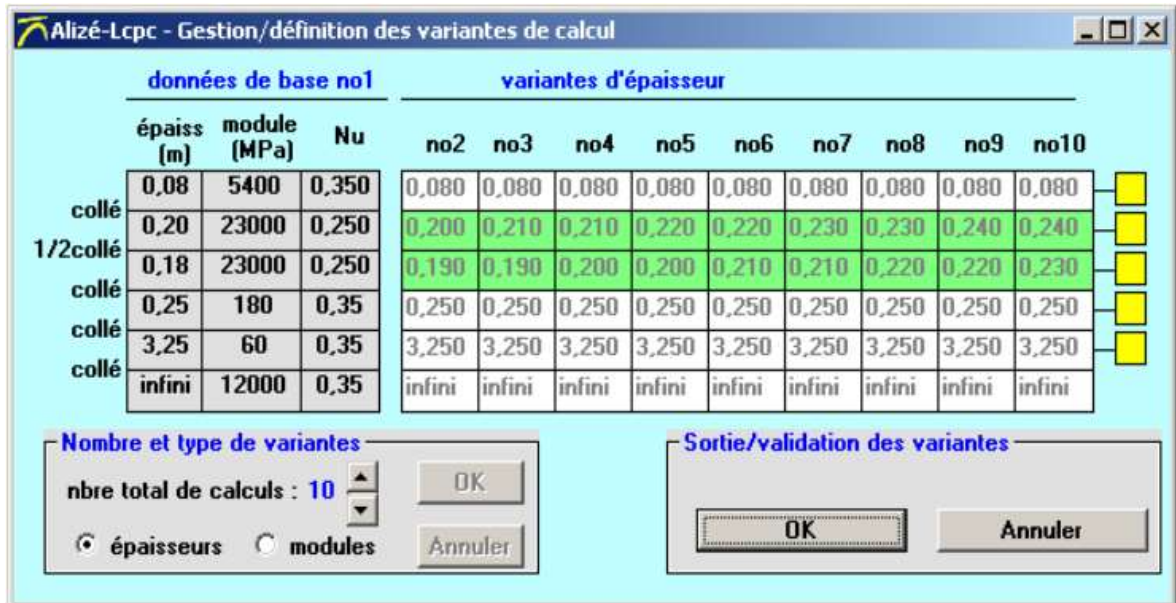 Alizé-Lcpc - Gestion/définition des variantes de calcul
données de base no1 variantes d'épaisseur
épaiss (m) module (MPa) Nu no2 no3 no4 no5 no6 no7 no8 no9 no10
0,08 5400 0,350 0,080 0,080 0,080 0,080 0,080 0,080 0,080 0,080 0,080
collé
0,20 23000 0,250 0,200 0,210 0,210 0,220 0,220 0,230 0,230 0,240 0,240
1/2collé
0,18 23000 0,250 0,190 0,190 0,200 0,200 0,210 0,210 0,220 0,220 0,230
collé
0,25 180 0,35 0,250 0,250 0,250 0,250 0,250 0,250 0,250 0,250 0,250
collé
3,25 60 0,35 3,250 3,250 3,250 3,250 3,250 3,250 3,250 3,250 3,250
collé
infini 12000 0,35 infini infini infini infini infini infini infini infini infini
Nombre et type de variantes
nbre total de calculs : 10 OK
épaisseurs modules Annuler
Sortie/validation des variantes
OK Annuler